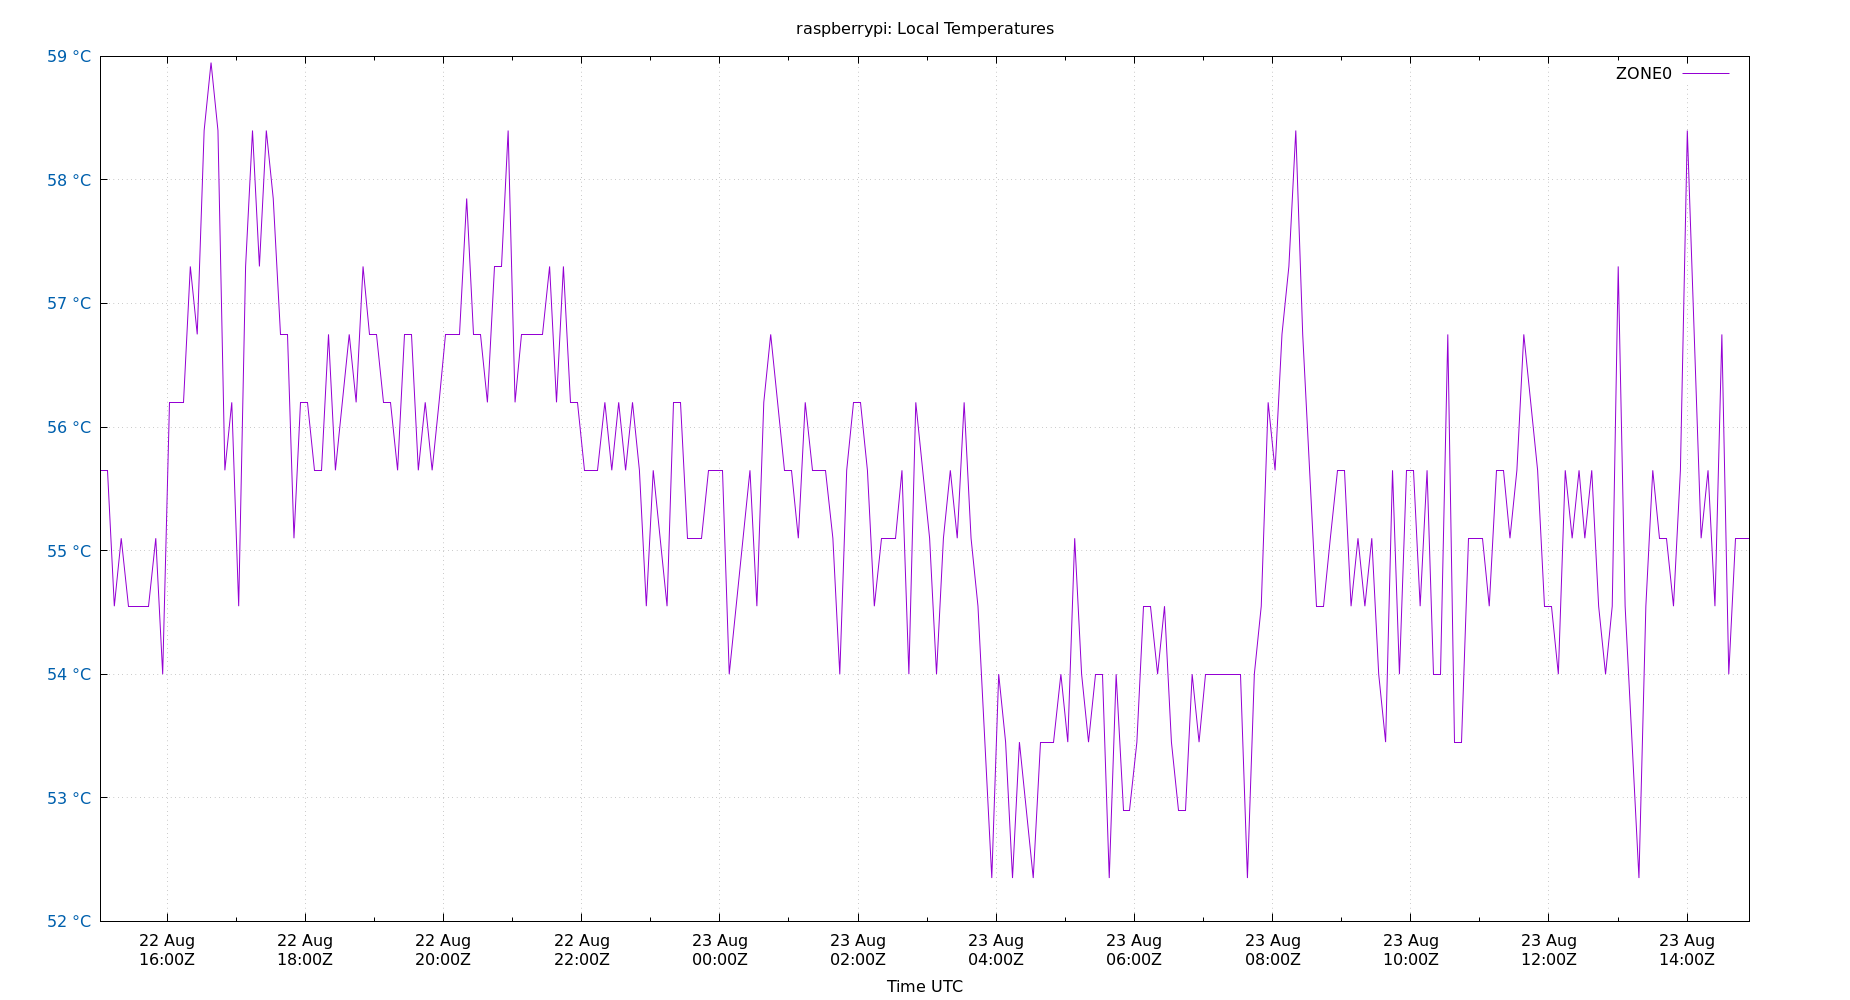 raspberrypi: Local Temperatures
59 °C
ZONE0
58 °C
57 °C
56 °C
55 °C
54 °C
53 °C
52 °C
22 Aug 22 Aug 22 Aug 22 Aug 23 Aug 23 Aug 23 Aug 23 Aug 23 Aug 23 Aug 23 Aug 23 Aug
16:00Z 18:00Z 20:00Z 22:00Z 00:00Z 02:00Z 04:00Z 06:00Z 08:00Z 10:00Z 12:00Z 14:00Z
Time UTC